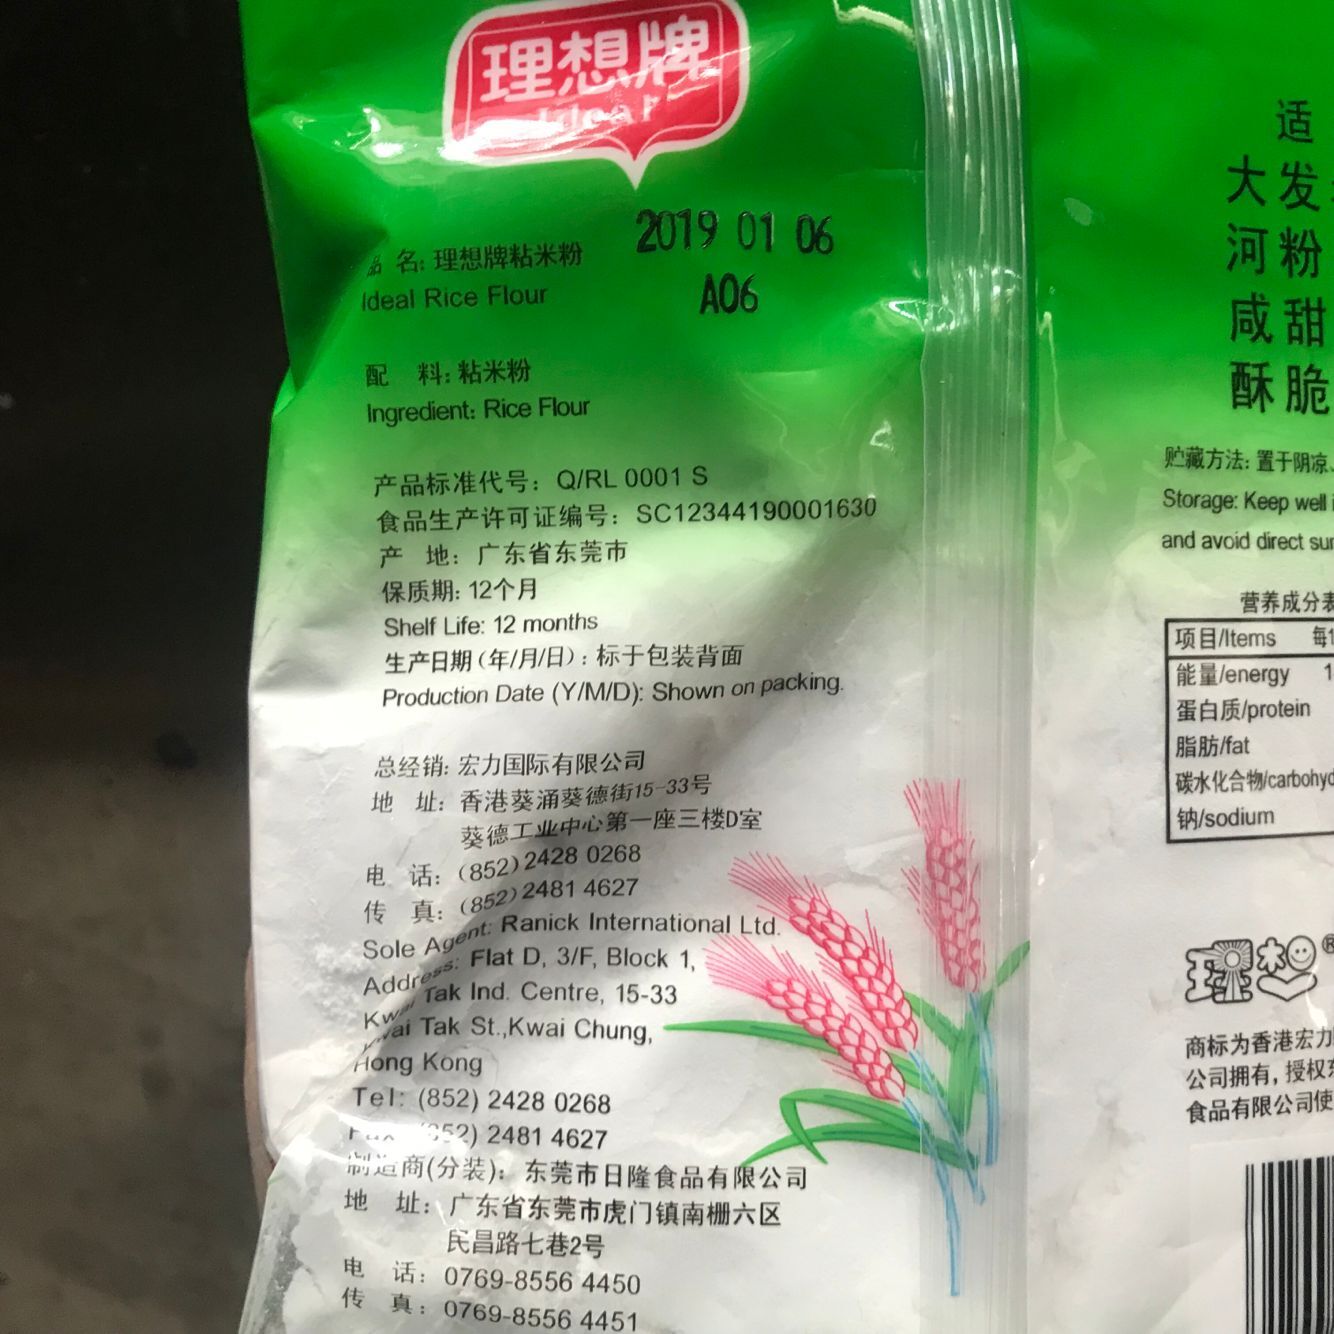 理想牌
Ideal
2019 01 06
A06
品 名: 理想牌粘米粉
Ideal Rice Flour
配 料: 粘米粉
Ingredient: Rice Flour
产品标准代号: Q/RL 0001 S
食品生产许可证编号: SC12344190001630
产 地: 广东省东莞市
保质期: 12个月
Shelf Life: 12 months
生产日期(年/月/日): 标于包装背面
Production Date (Y/M/D): Shown on packing.
总经销: 宏力国际有限公司
地 址: 香港葵涌葵德街15-33号
葵德工业中心第一座三楼D室
电 话: (852) 2428 0268
传 真: (852) 2481 4627
Sole Agent: Ranick International Ltd.
Address: Flat D, 3/F, Block 1,
Kwai Tak Ind. Centre, 15-33
Kwai Tak St.,Kwai Chung,
Hong Kong
Tel: (852) 2428 0268
Fax: (852) 2481 4627
制造商(分装): 东莞市日隆食品有限公司
地 址: 广东省东莞市虎门镇南栅六区
民昌路七巷2号
电 话: 0769-8556 4450
传 真: 0769-8556 4451
适
大发
河粉
咸甜
酥脆
贮藏方法: 置于阴凉、
Storage: Keep well
and avoid direct
营养成分表
项目/Items
能量/energy
蛋白质/protein
脂肪/fat
碳水化合物/
钠/sodium
理想®
商标为香港宏力
公司拥有, 授权
食品有限公司使